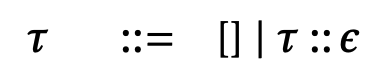 τ ::= [] | τ :: ϵ